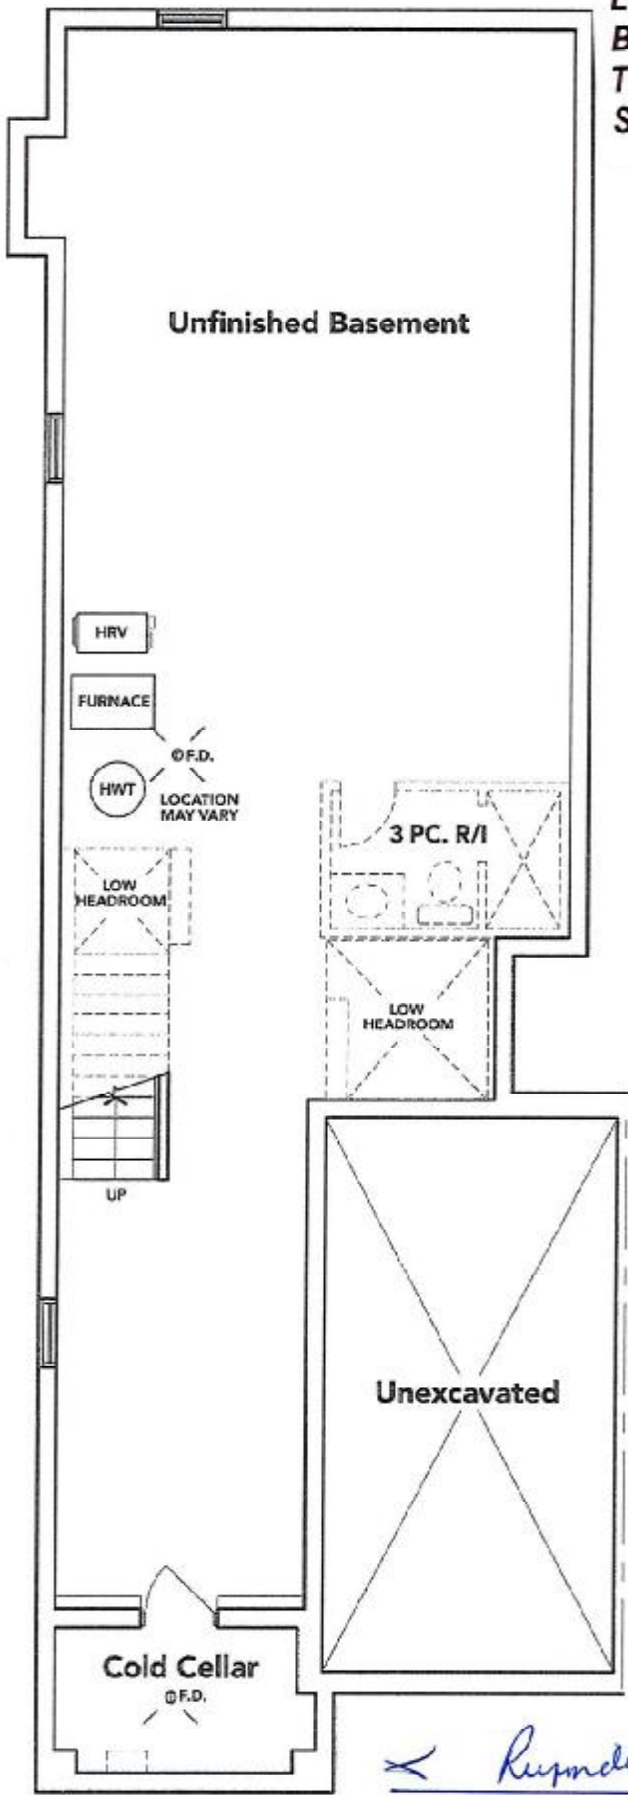 B
T
S
Unfinished Basement
HRV
FURNACE
F.D.
HWT
LOCATION
MAY VARY
3 PC. R/I
LOW
HEADROOM
LOW
HEADROOM
UP
Unexcavated
Cold Cellar
F.D.